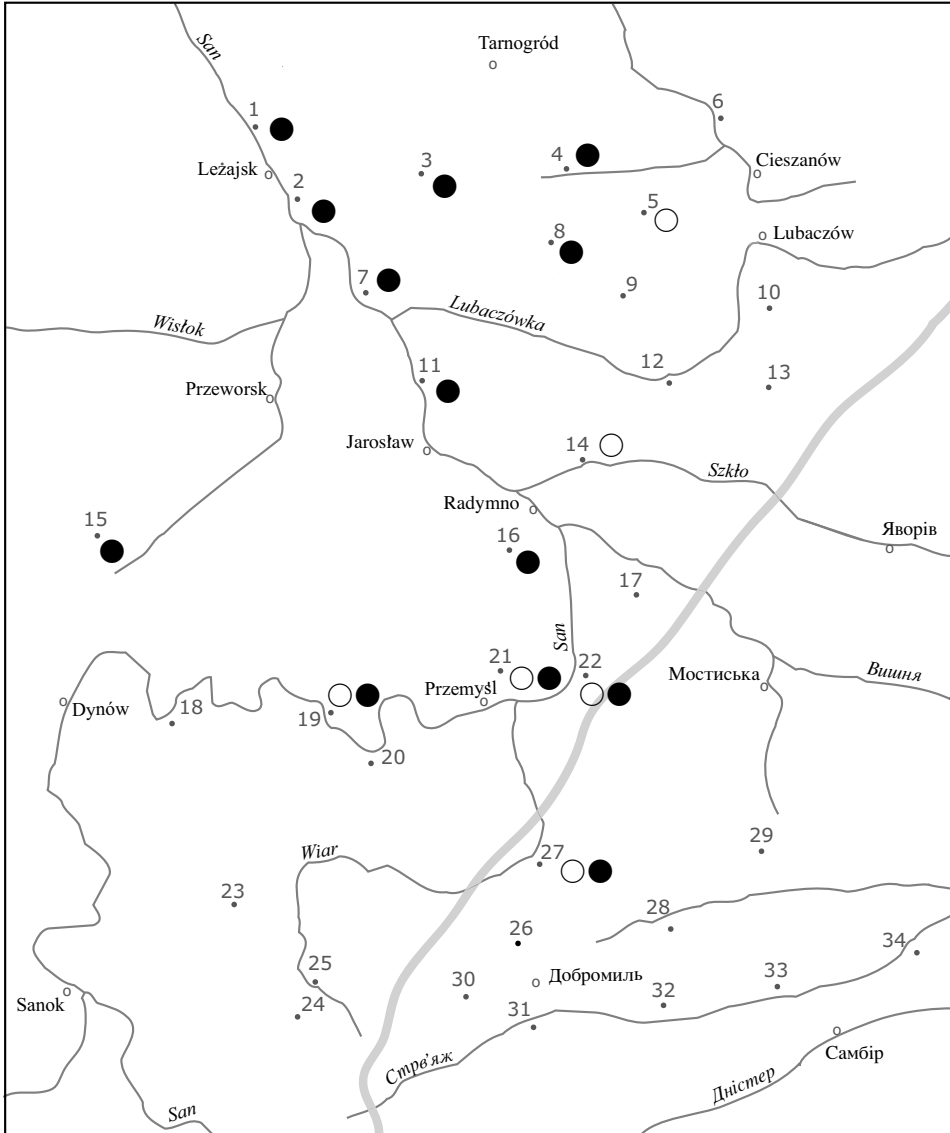 San
Tarnogród
1
6
3
4
Cieszanów
Leżajsk
2
5
8
Lubaczów
7
9
10
Lubaczówka
Wisłok
11
12
13
Przeworsk
Jarosław
14
Szkło
Radymno
15
16
Яворів
17
San
21
22
Przemyśl
Мостиська
Вишня
Dynów
18
19
20
Wiar
27
29
23
28
26
34
25
Добромиль
33
Sanok
24
30
31
32
Самбір
Стрв'яж
Дністер
San